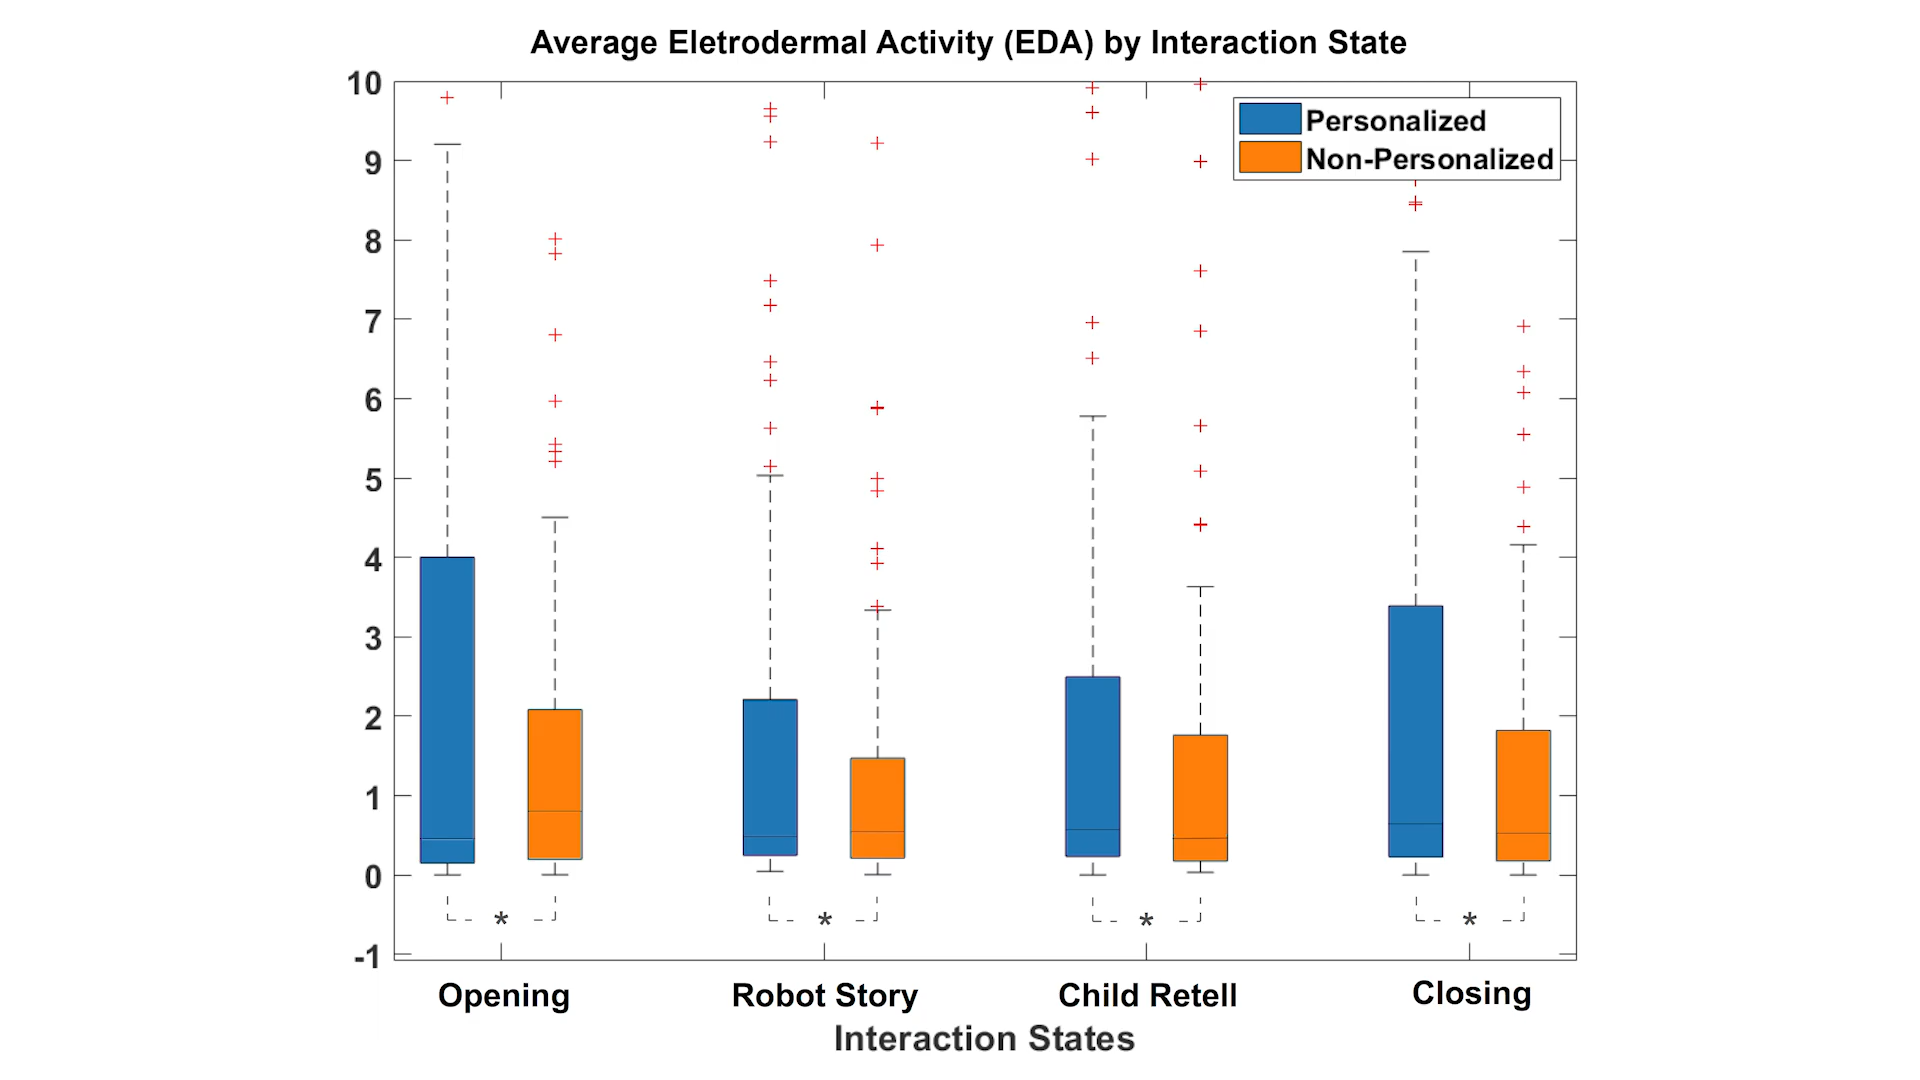 Average Eletrodermal Activity (EDA) by Interaction State
Personalized
Non-Personalized
10
9
8
7
6
5
4
3
2
1
0
-1
* * * *
Opening Robot Story Child Retell Closing
Interaction States